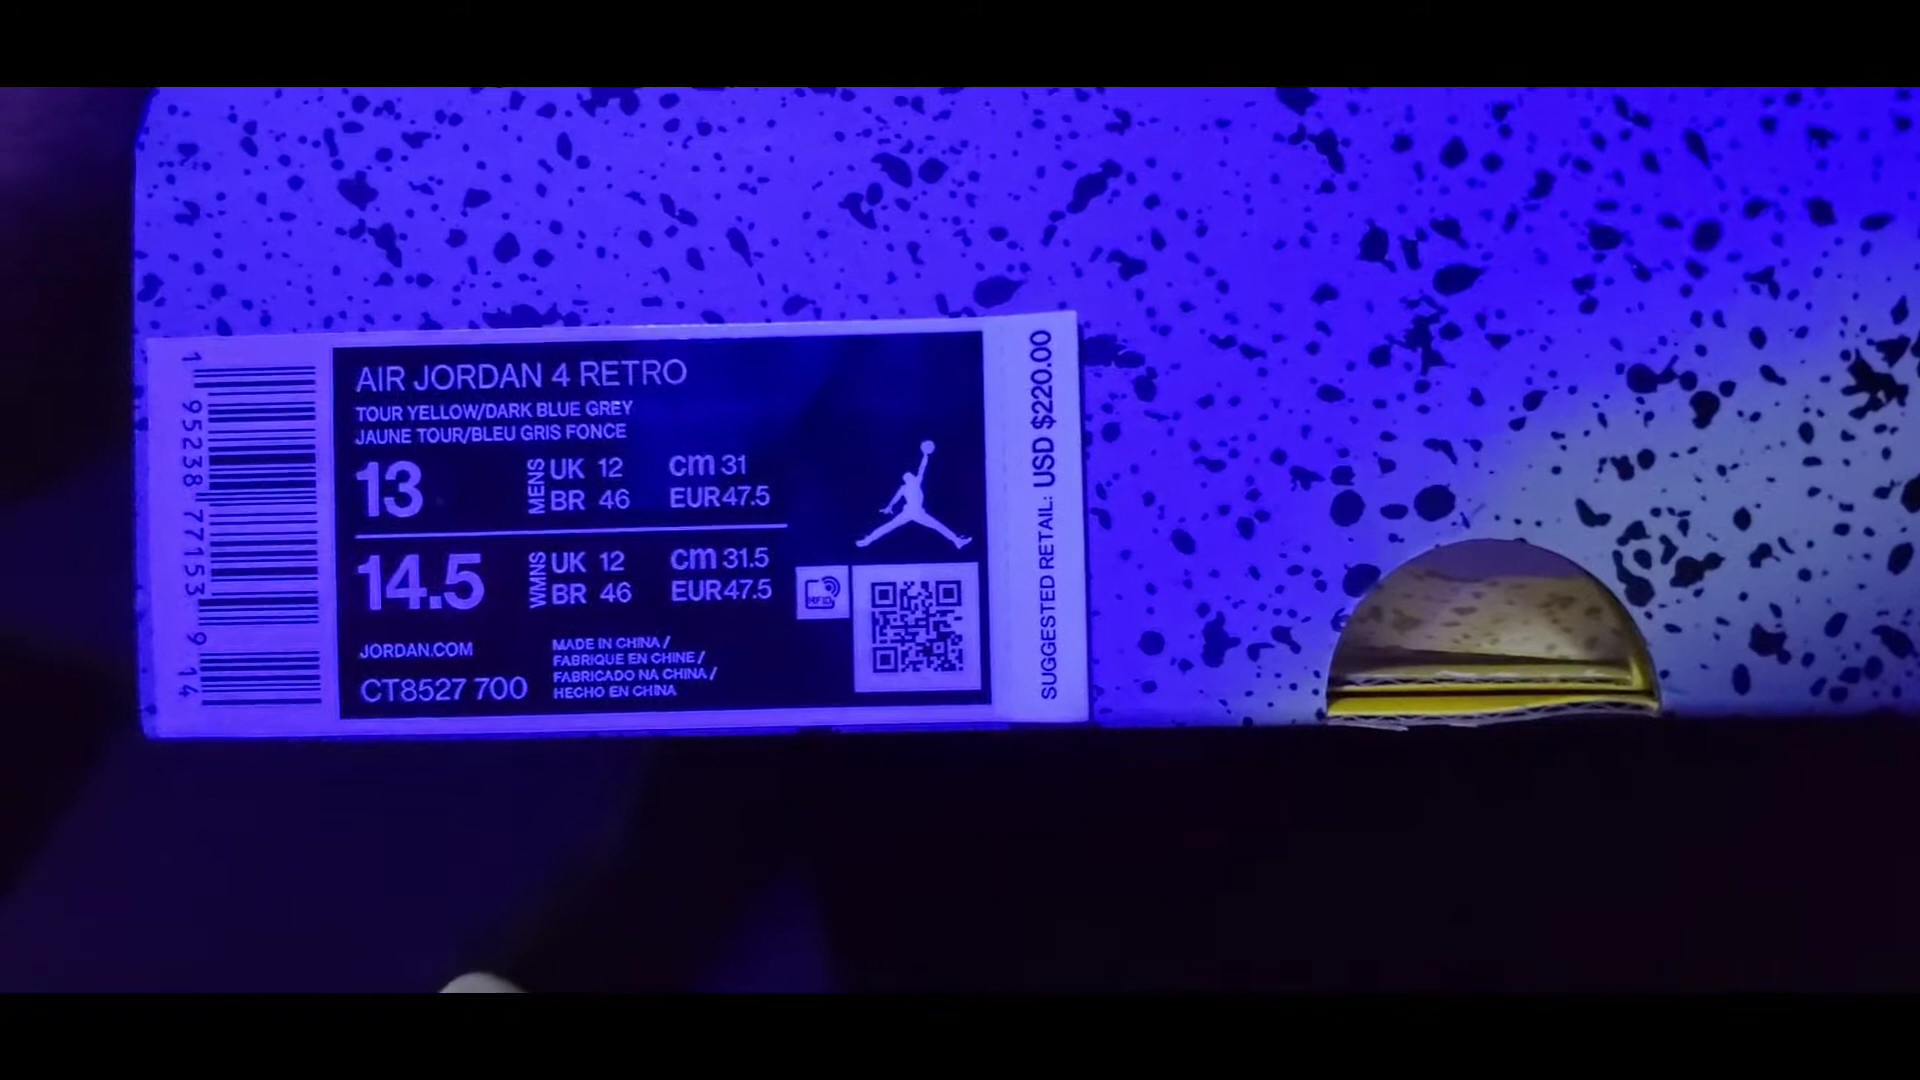 1 95238 77153 9 14
AIR JORDAN 4 RETRO
TOUR YELLOW/DARK BLUE GREY
JAUNE TOUR/BLEU GRIS FONCE
13 MENS UK 12 cm 31
BR 46 EUR 47.5
14.5 WMNS UK 12 cm 31.5
BR 46 EUR 47.5
RFID
JORDAN.COM
CT8527 700
MADE IN CHINA /
FABRIQUE EN CHINE /
FABRICADO NA CHINA /
HECHO EN CHINA
SUGGESTED RETAIL: USD $220.00